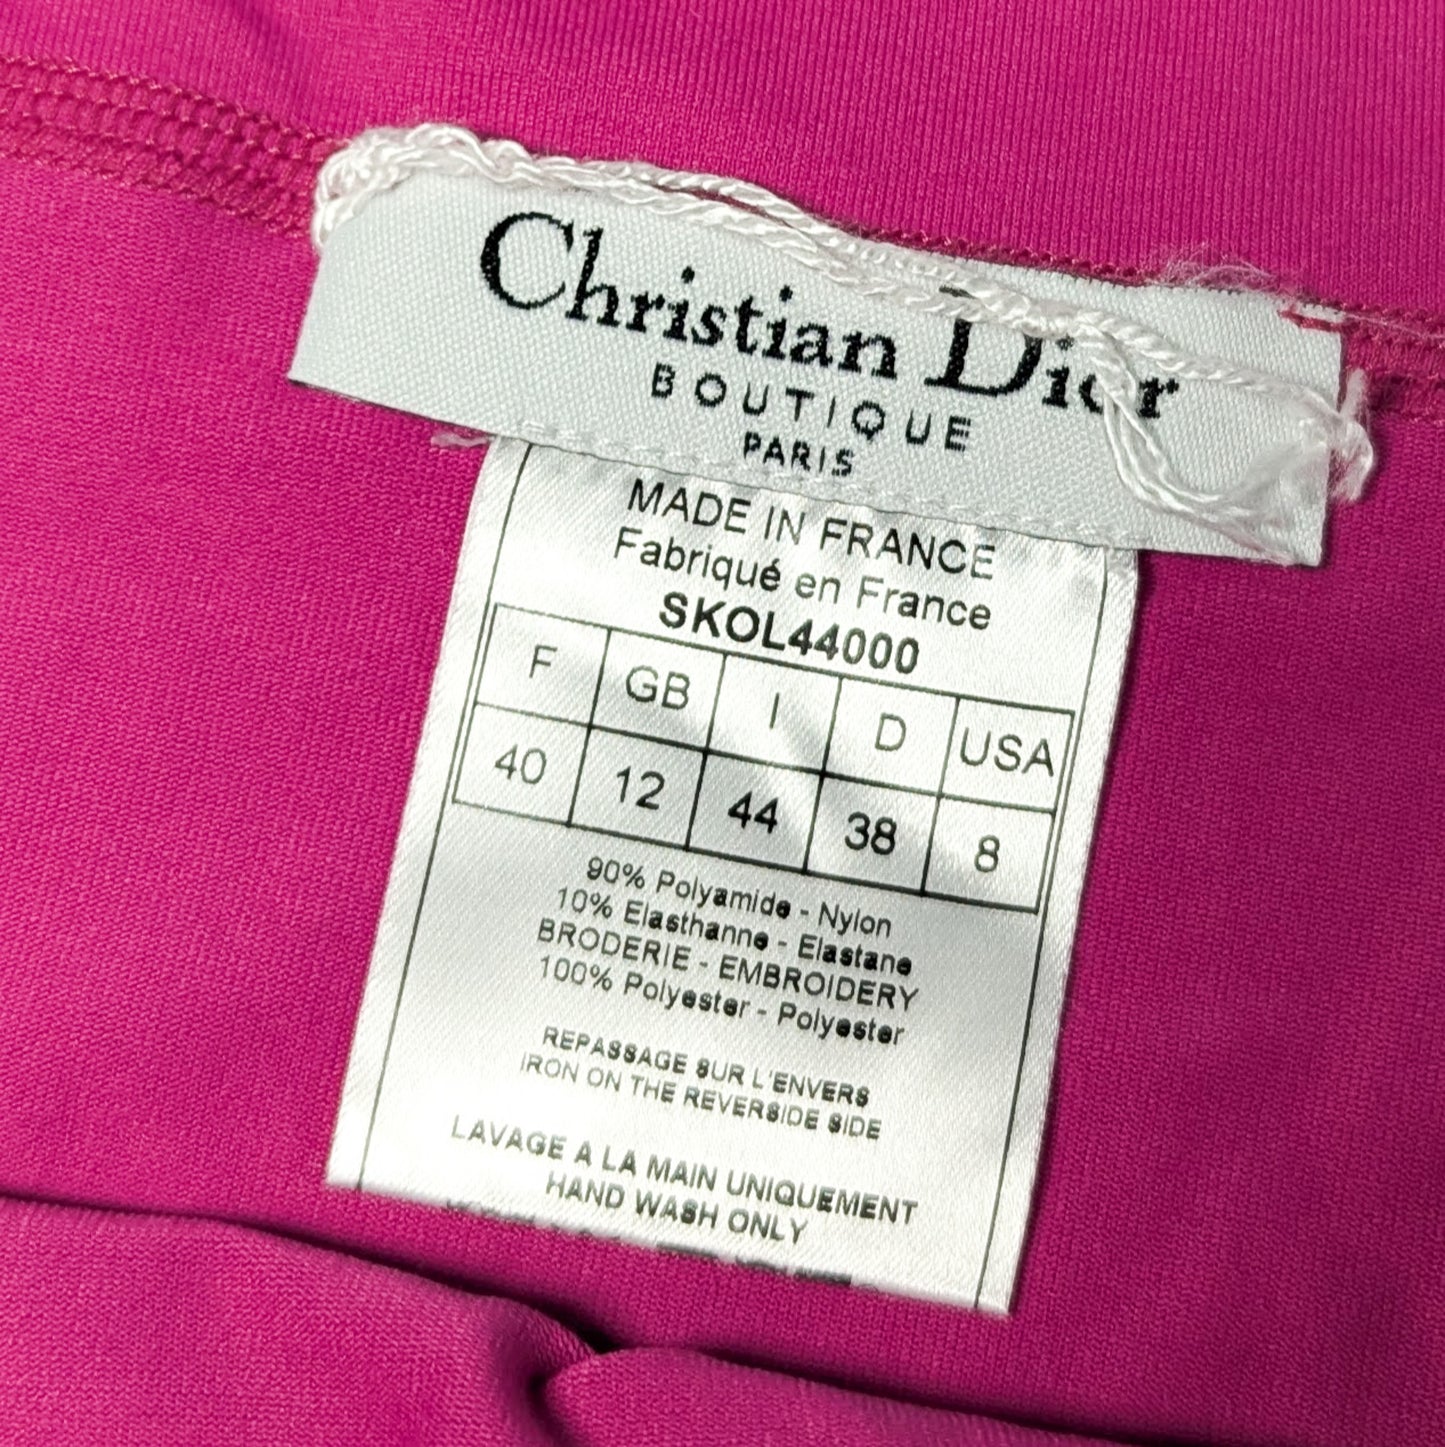 Christian Dior
BOUTIQUE
PARIS
MADE IN FRANCE
Fabriqué en France
SKOL44000
F GB I D USA
40 12 44 38 8
90% Polyamide - Nylon
10% Elasthanne - Elastane
BRODERIE - EMBROIDERY
100% Polyester - Polyester
REPASSAGE SUR L'ENVERS
IRON ON THE REVERSIDE SIDE
LAVAGE A LA MAIN UNIQUEMENT
HAND WASH ONLY